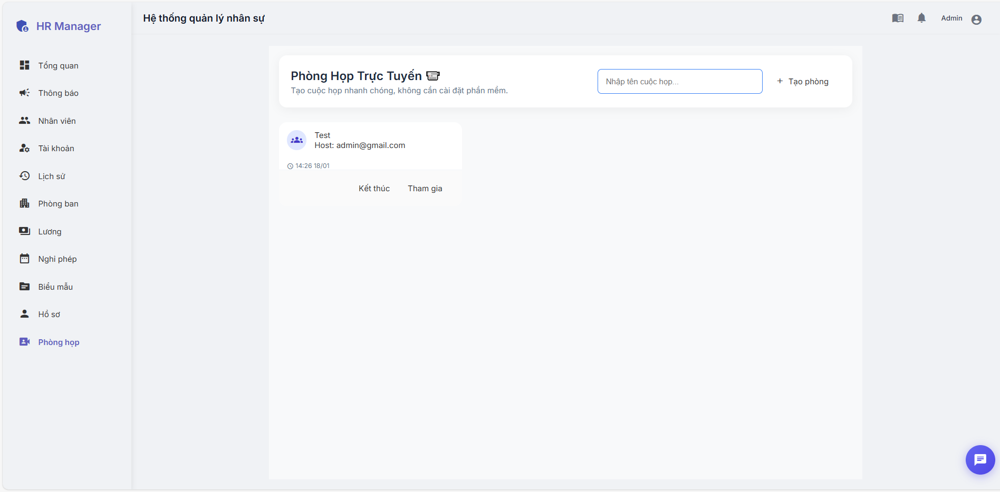 HR Manager
Hệ thống quản lý nhân sự
Admin
Tổng quan
Thông báo
Nhân viên
Tài khoản
Lịch sử
Phòng ban
Lương
Nghỉ phép
Biểu mẫu
Hồ sơ
Phòng họp
Phòng Họp Trực Tuyến
Tạo cuộc họp nhanh chóng, không cần cài đặt phần mềm.
Nhập tên cuộc họp...
+ Tạo phòng
Test
Host: admin@gmail.com
14:26 18/01
Kết thúc
Tham gia